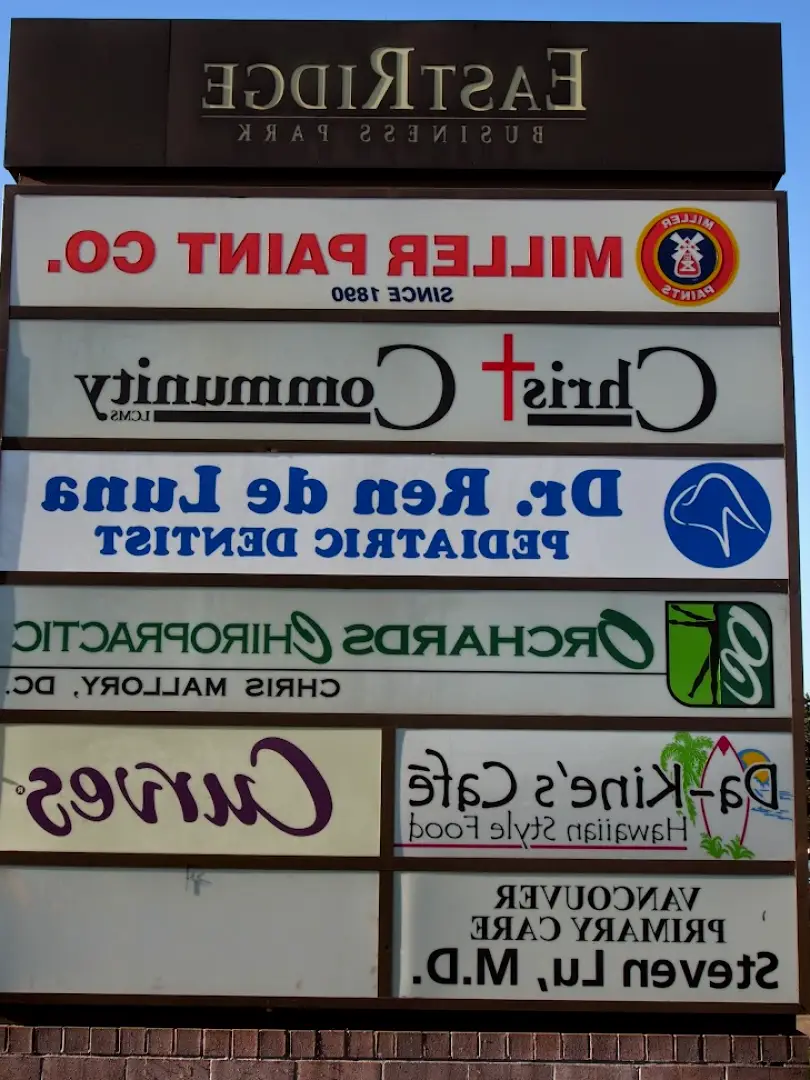 EASTRIDGE
BUSINESS PARK
MILLER
PAINTS
MILLER PAINT CO.
SINCE 1890
Christ Community
LCMS
Dr. Ren de Luna
PEDIATRIC DENTIST
ORCHARDS CHIROPRACTIC
CHRIS MALLORY, DC.
Da-Kine's Café
Hawaiian Style Food
Curves®
VANCOUVER
PRIMARY CARE
Steven Lu, M.D.